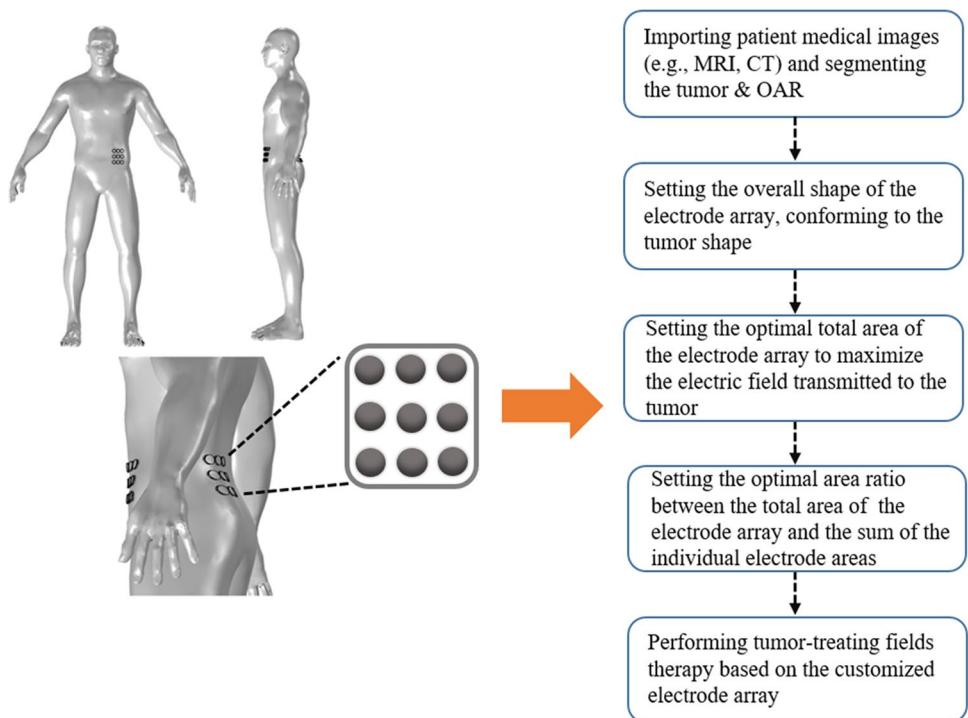 Importing patient medical images
(e.g., MRI, CT) and segmenting
the tumor & OAR
Setting the overall shape of the
electrode array, conforming to the
tumor shape
Setting the optimal total area of
the electrode array to maximize
the electric field transmitted to the
tumor
Setting the optimal area ratio
between the total area of the
electrode array and the sum of the
individual electrode areas
Performing tumor-treating fields
therapy based on the customized
electrode array